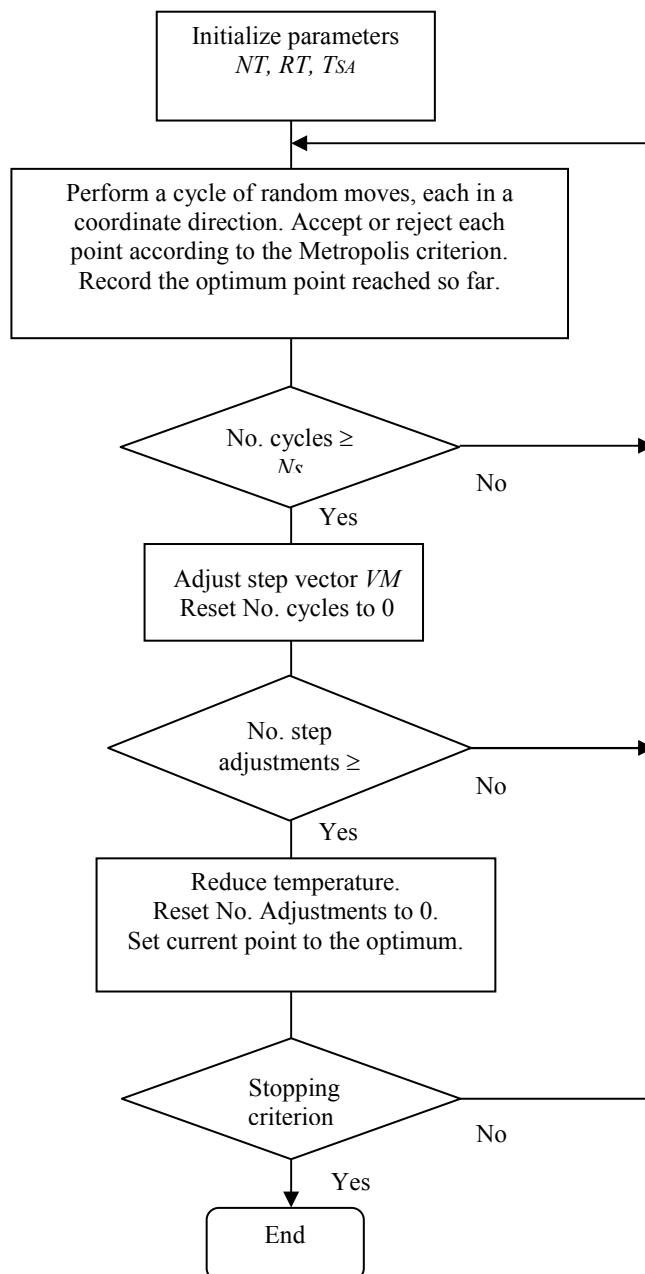 Initialize parameters
NT, RT, TSA
Perform a cycle of random moves, each in a
coordinate direction. Accept or reject each
point according to the Metropolis criterion.
Record the optimum point reached so far.
No. cycles ≥
Ns
No
Yes
Adjust step vector VM
Reset No. cycles to 0
No. step
adjustments ≥
No
Yes
Reduce temperature.
Reset No. Adjustments to 0.
Set current point to the optimum.
Stopping
criterion
No
Yes
End